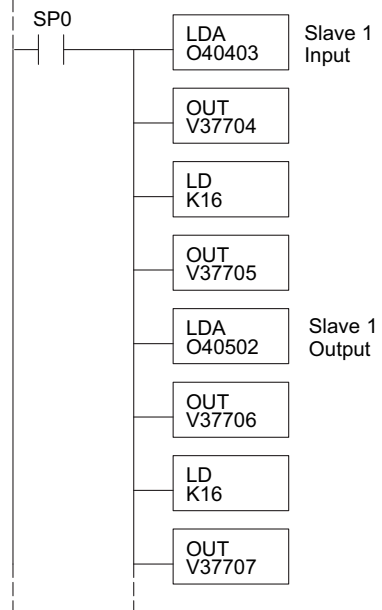 SP0
LDA
O40403
Slave 1
Input
OUT
V37704
LD
K16
OUT
V37705
LDA
O40502
Slave 1
Output
OUT
V37706
LD
K16
OUT
V37707